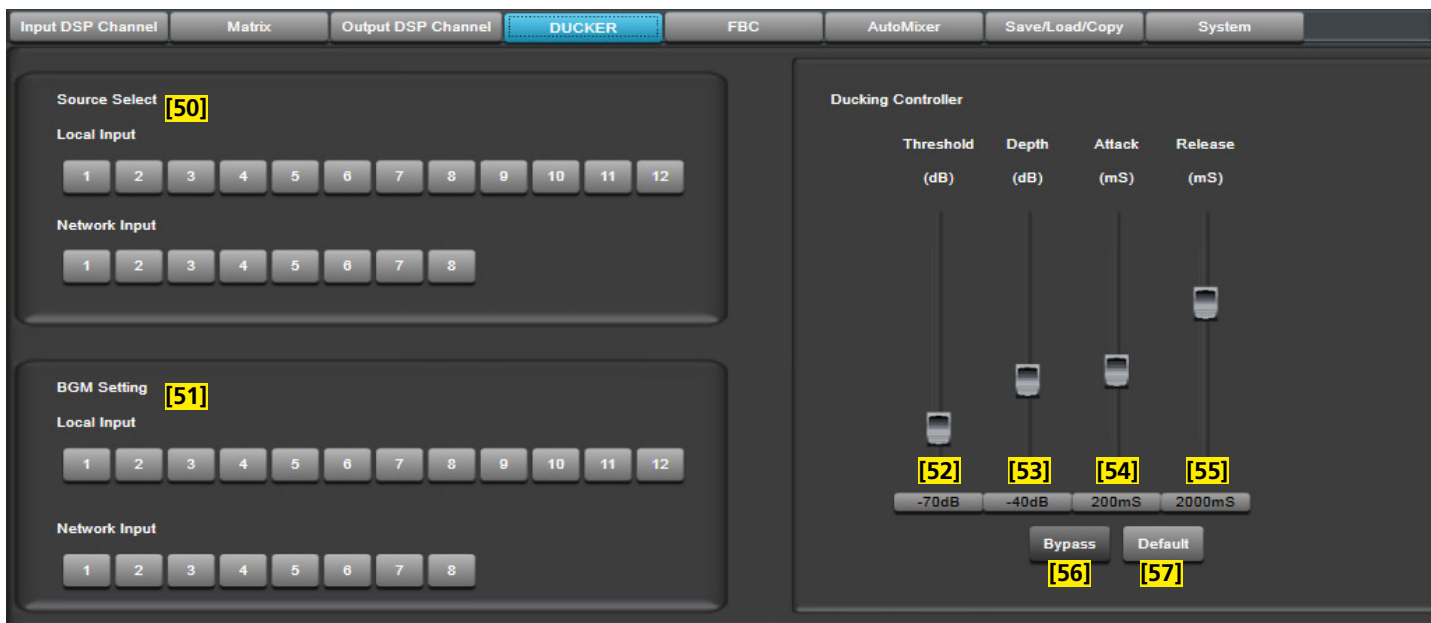 Input DSP Channel Matrix Output DSP Channel DUCKER FBC AutoMixer Save/Load/Copy System
Source Select [50]
Local Input
1 2 3 4 5 6 7 8 9 10 11 12
Network Input
1 2 3 4 5 6 7 8
BGM Setting [51]
Local Input
1 2 3 4 5 6 7 8 9 10 11 12
Network Input
1 2 3 4 5 6 7 8
Ducking Controller
Threshold Depth Attack Release
(dB) (dB) (mS) (mS)
[52] [53] [54] [55]
-70dB -40dB 200mS 2000mS
Bypass Default
[56] [57]